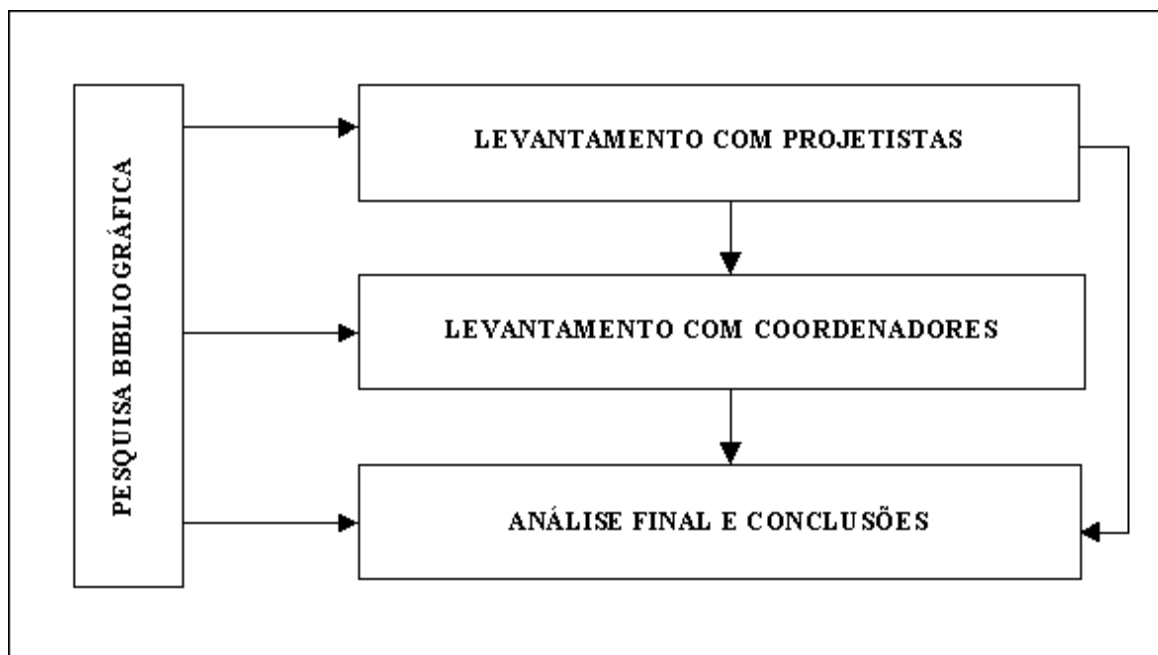 PESQUISA BIBLIOGRÁFICA
LEVANTAMENTO COM PROJETISTAS
LEVANTAMENTO COM COORDENADORES
ANÁLISE FINAL E CONCLUSÕES